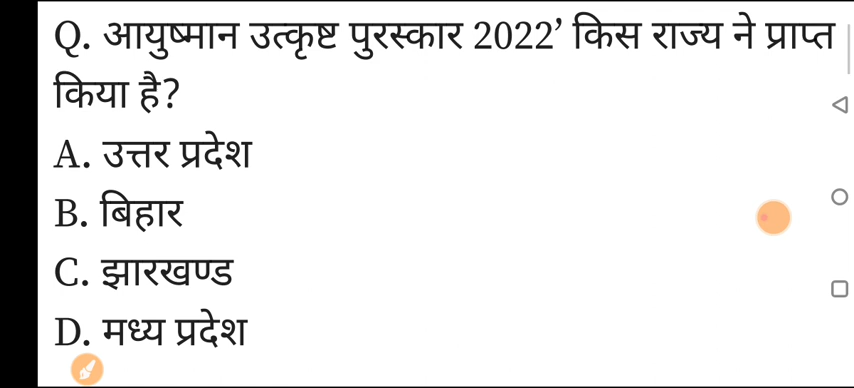 Q. आयुष्मान उत्कृष्ट पुरस्कार 2022’ किस राज्य ने प्राप्त
किया है?
A. उत्तर प्रदेश
B. बिहार
C. झारखण्ड
D. मध्य प्रदेश